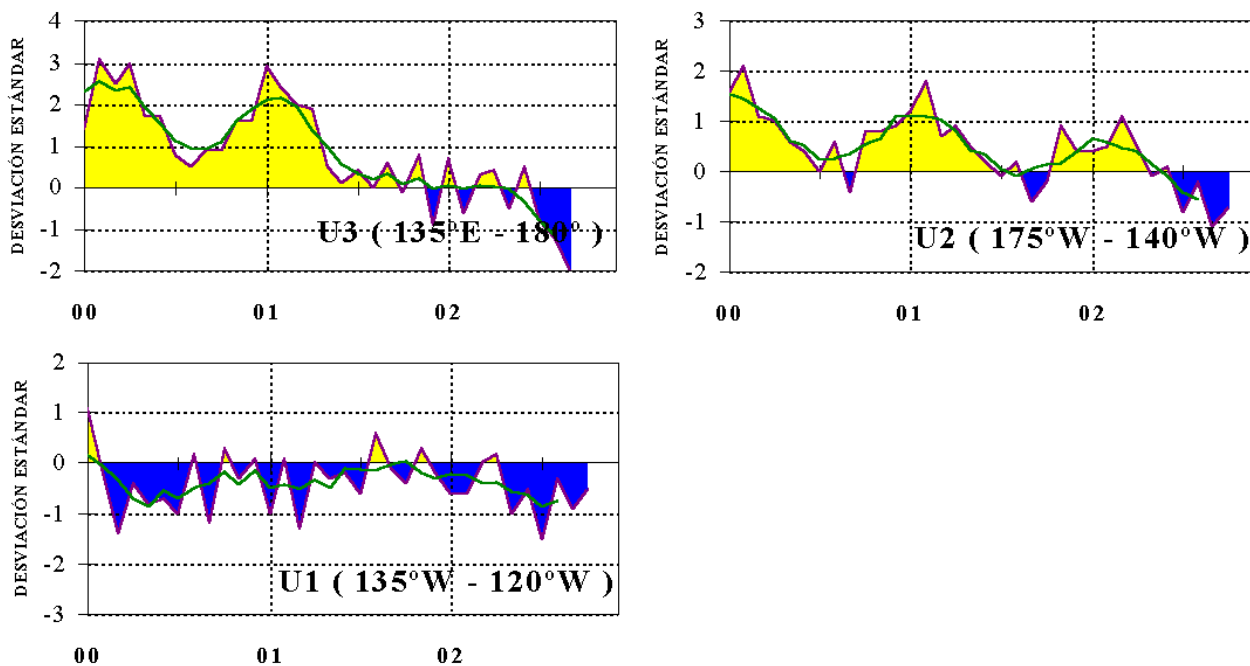 DESVIACIÓN ESTÁNDAR
4
3
2
1
0
-1
-2
U3 ( 135°E - 180° )
00 01 02
DESVIACIÓN ESTÁNDAR
3
2
1
0
-1
-2
U2 ( 175°W - 140°W )
00 01 02
DESVIACIÓN ESTÁNDAR
2
1
0
-1
-2
-3
U1 ( 135°W - 120°W )
00 01 02